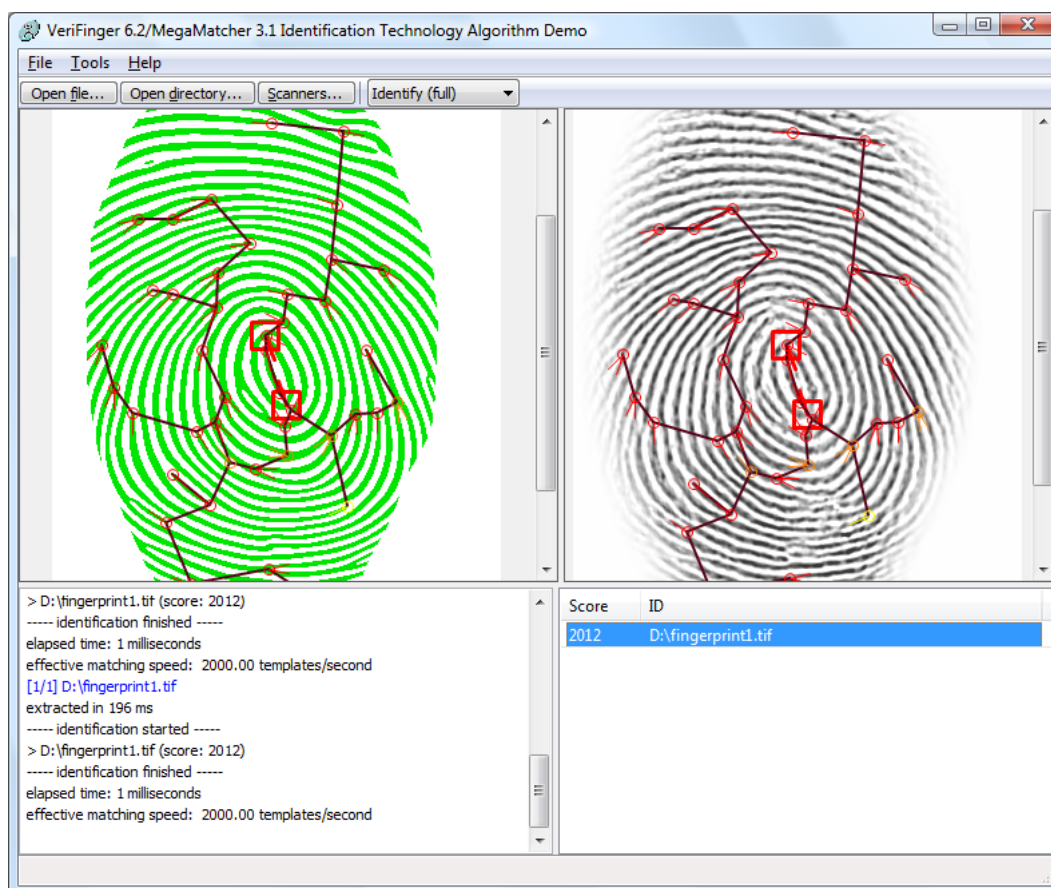 VeriFinger 6.2/MegaMatcher 3.1 Identification Technology Algorithm Demo
File Tools Help
Open file... Open directory... Scanners... Identify (full)
> D:\fingerprint1.tif (score: 2012)
----- identification finished -----
elapsed time: 1 milliseconds
effective matching speed:  2000.00 templates/second
[1/1] D:\fingerprint1.tif
extracted in 196 ms
----- identification started -----
> D:\fingerprint1.tif (score: 2012)
----- identification finished -----
elapsed time: 1 milliseconds
effective matching speed:  2000.00 templates/second
Score ID
2012 D:\fingerprint1.tif